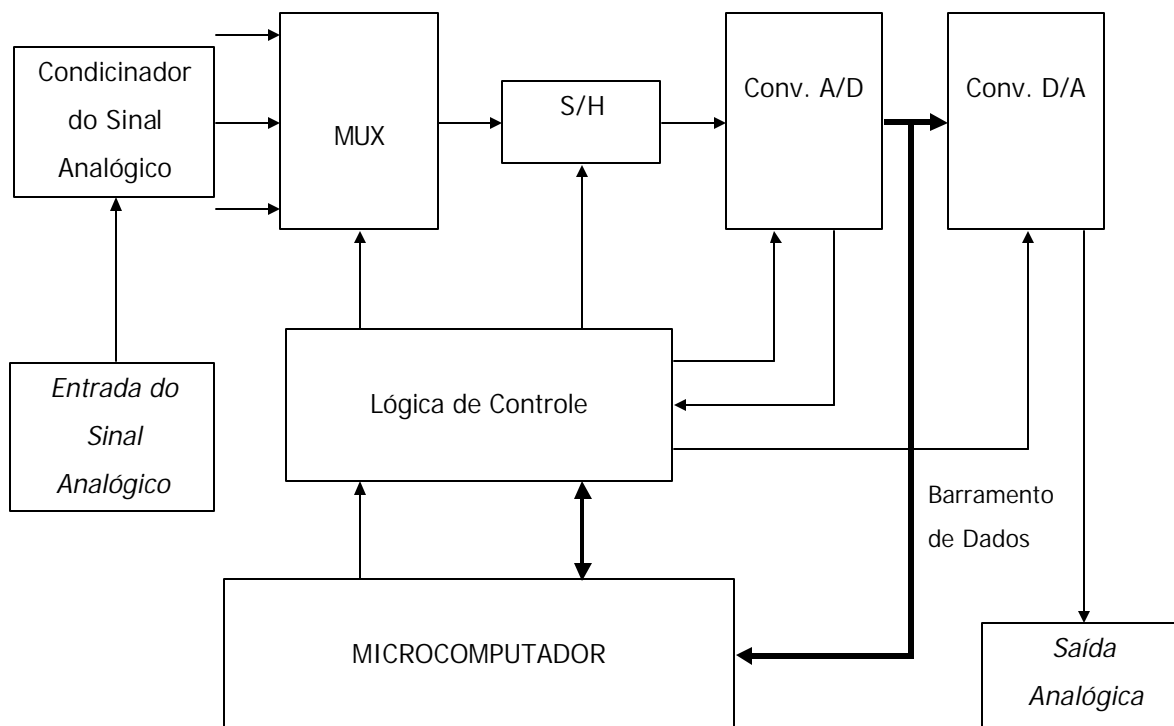 Condicinador
do Sinal
Analógico
MUX
S/H
Conv. A/D
Conv. D/A
Entrada do
Sinal
Analógico
Lógica de Controle
Barramento
de Dados
MICROCOMPUTADOR
Saída
Analógica